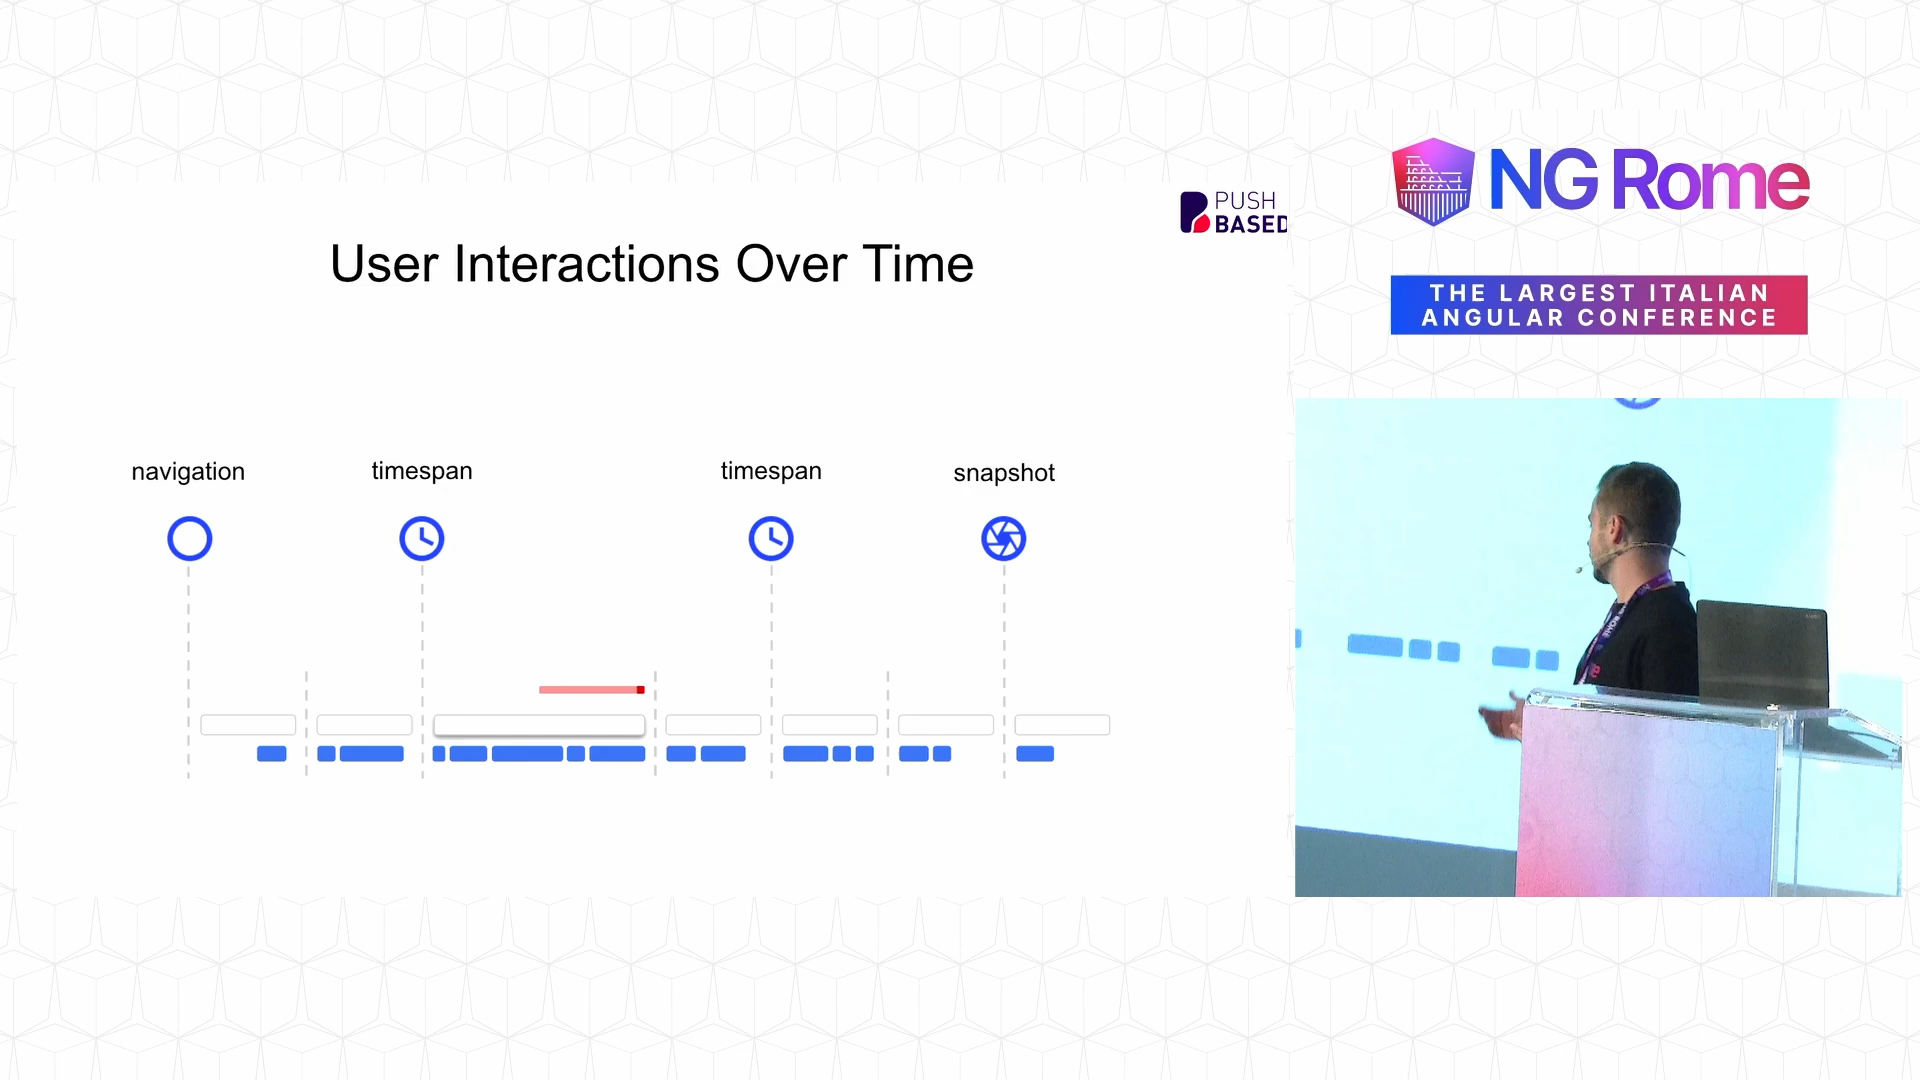 PUSH
BASED
User Interactions Over Time
navigation
timespan
timespan
snapshot
NG Rome
THE LARGEST ITALIAN
ANGULAR CONFERENCE